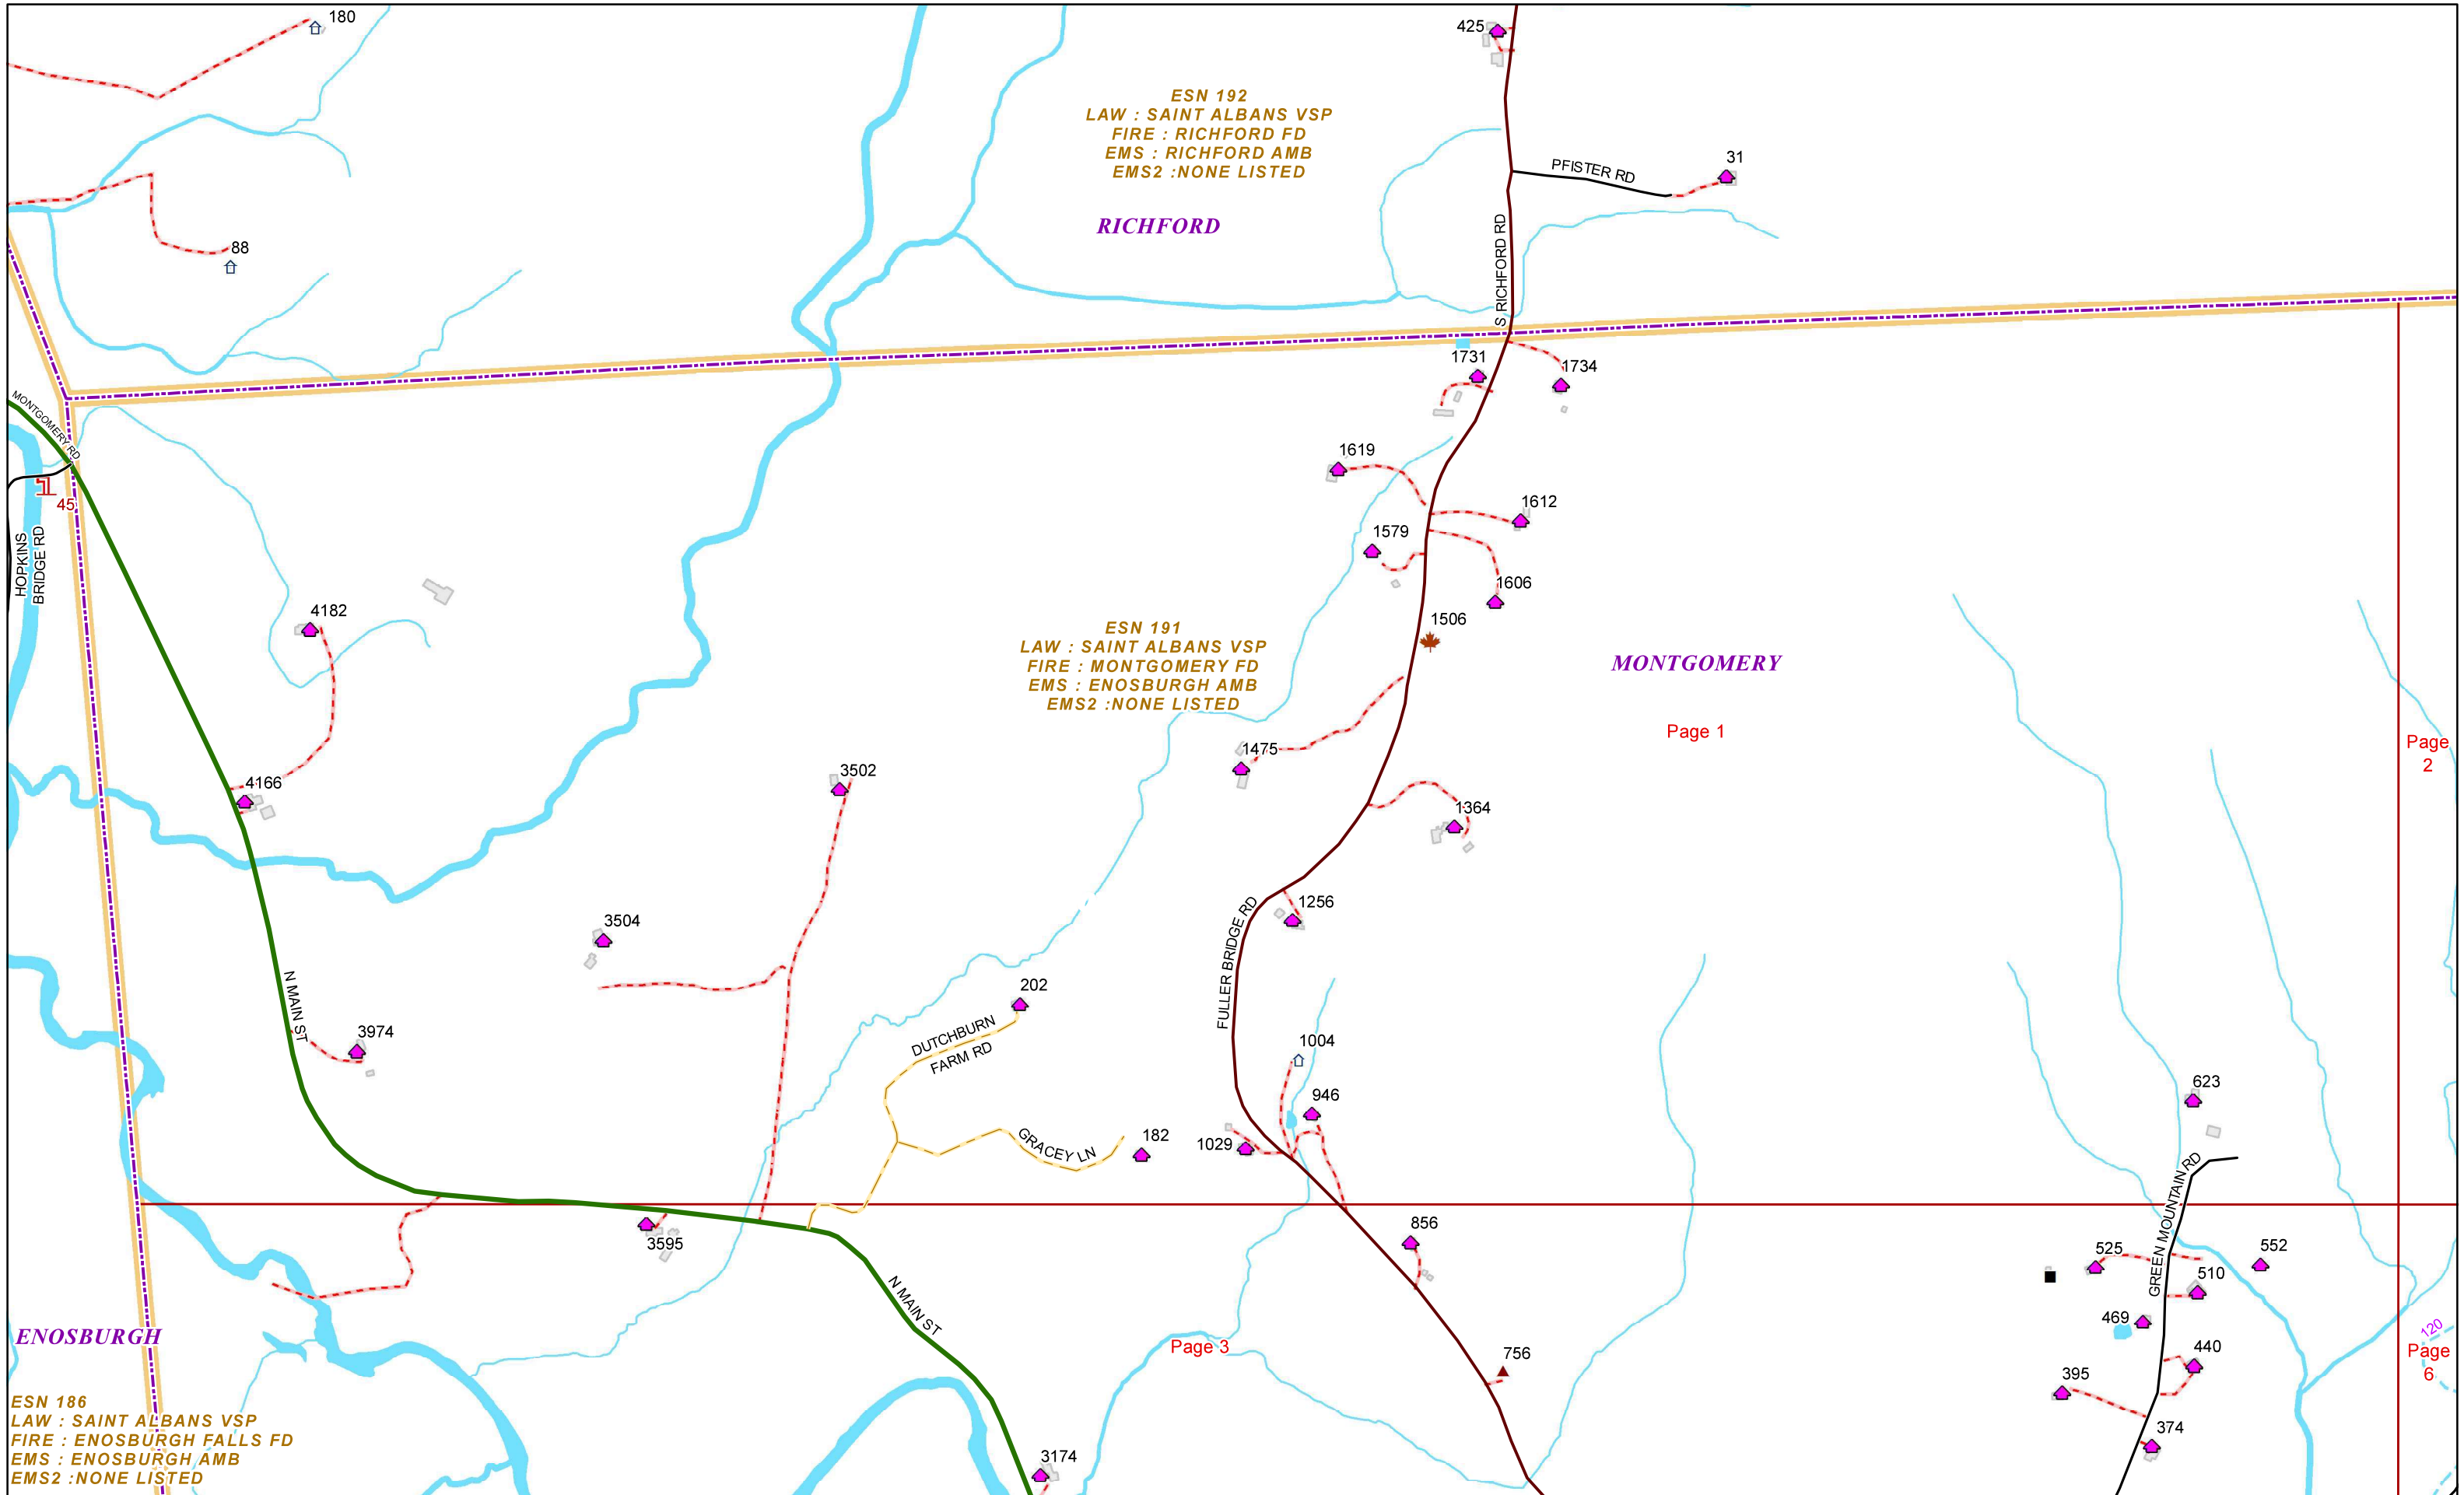 180
425
ESN 192
LAW : SAINT ALBANS VSP
FIRE : RICHFORD FD
EMS : RICHFORD AMB
EMS2 :NONE LISTED
PFISTER RD
31
RICHFORD
88
S RICHFORD RD
1731
1734
MONTGOMERY RD
1619
45
1612
1579
HOPKINS
BRIDGE RD
1606
4182
1506
ESN 191
LAW : SAINT ALBANS VSP
FIRE : MONTGOMERY FD
EMS : ENOSBURGH AMB
EMS2 :NONE LISTED
MONTGOMERY
Page 1
Page
2
1475
3502
4166
1364
1256
FULLER BRIDGE RD
3504
202
N MAIN ST
3974
DUTCHBURN
FARM RD
1004
946
623
182
1029
GRACEY LN
GREEN MOUNTAIN RD
856
3595
525
552
510
469
N MAIN ST
ENOSBURGH
Page 3
756
120
Page
6
440
395
374
ESN 186
LAW : SAINT ALBANS VSP
FIRE : ENOSBURGH FALLS FD
EMS : ENOSBURGH AMB
EMS2 :NONE LISTED
3174